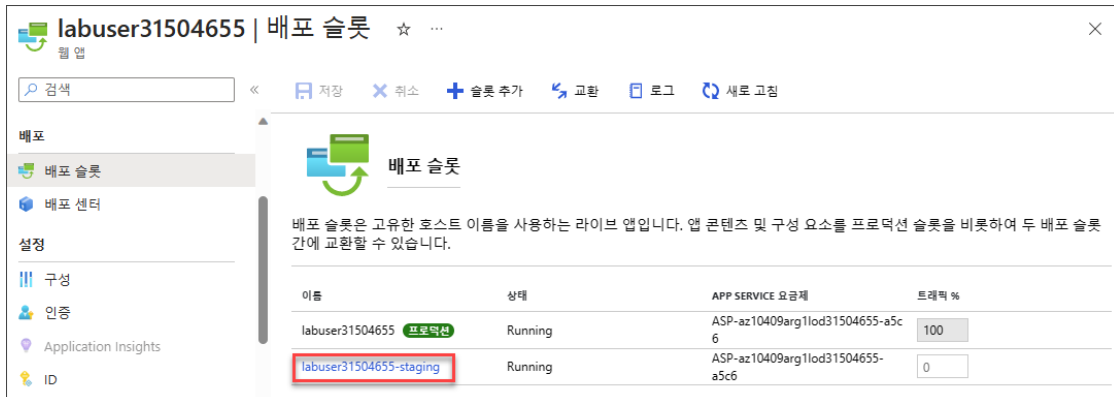 labuser31504655 | 배포 슬롯
웹 앱
검색
저장 취소 슬롯 추가 교환 로그 새로 고침
배포
배포 슬롯
배포 센터
설정
구성
인증
Application Insights
ID
배포 슬롯
배포 슬롯은 고유한 호스트 이름을 사용하는 라이브 앱입니다. 앱 콘텐츠 및 구성 요소를 프로덕션 슬롯을 비롯하여 두 배포 슬롯
간에 교환할 수 있습니다.
이름 상태 APP SERVICE 요금제 트래픽 %
labuser31504655 프로덕션 Running ASP-az10409arg1lod31504655-a5c 100
6
labuser31504655-staging Running ASP-az10409arg1lod31504655- 0
a5c6